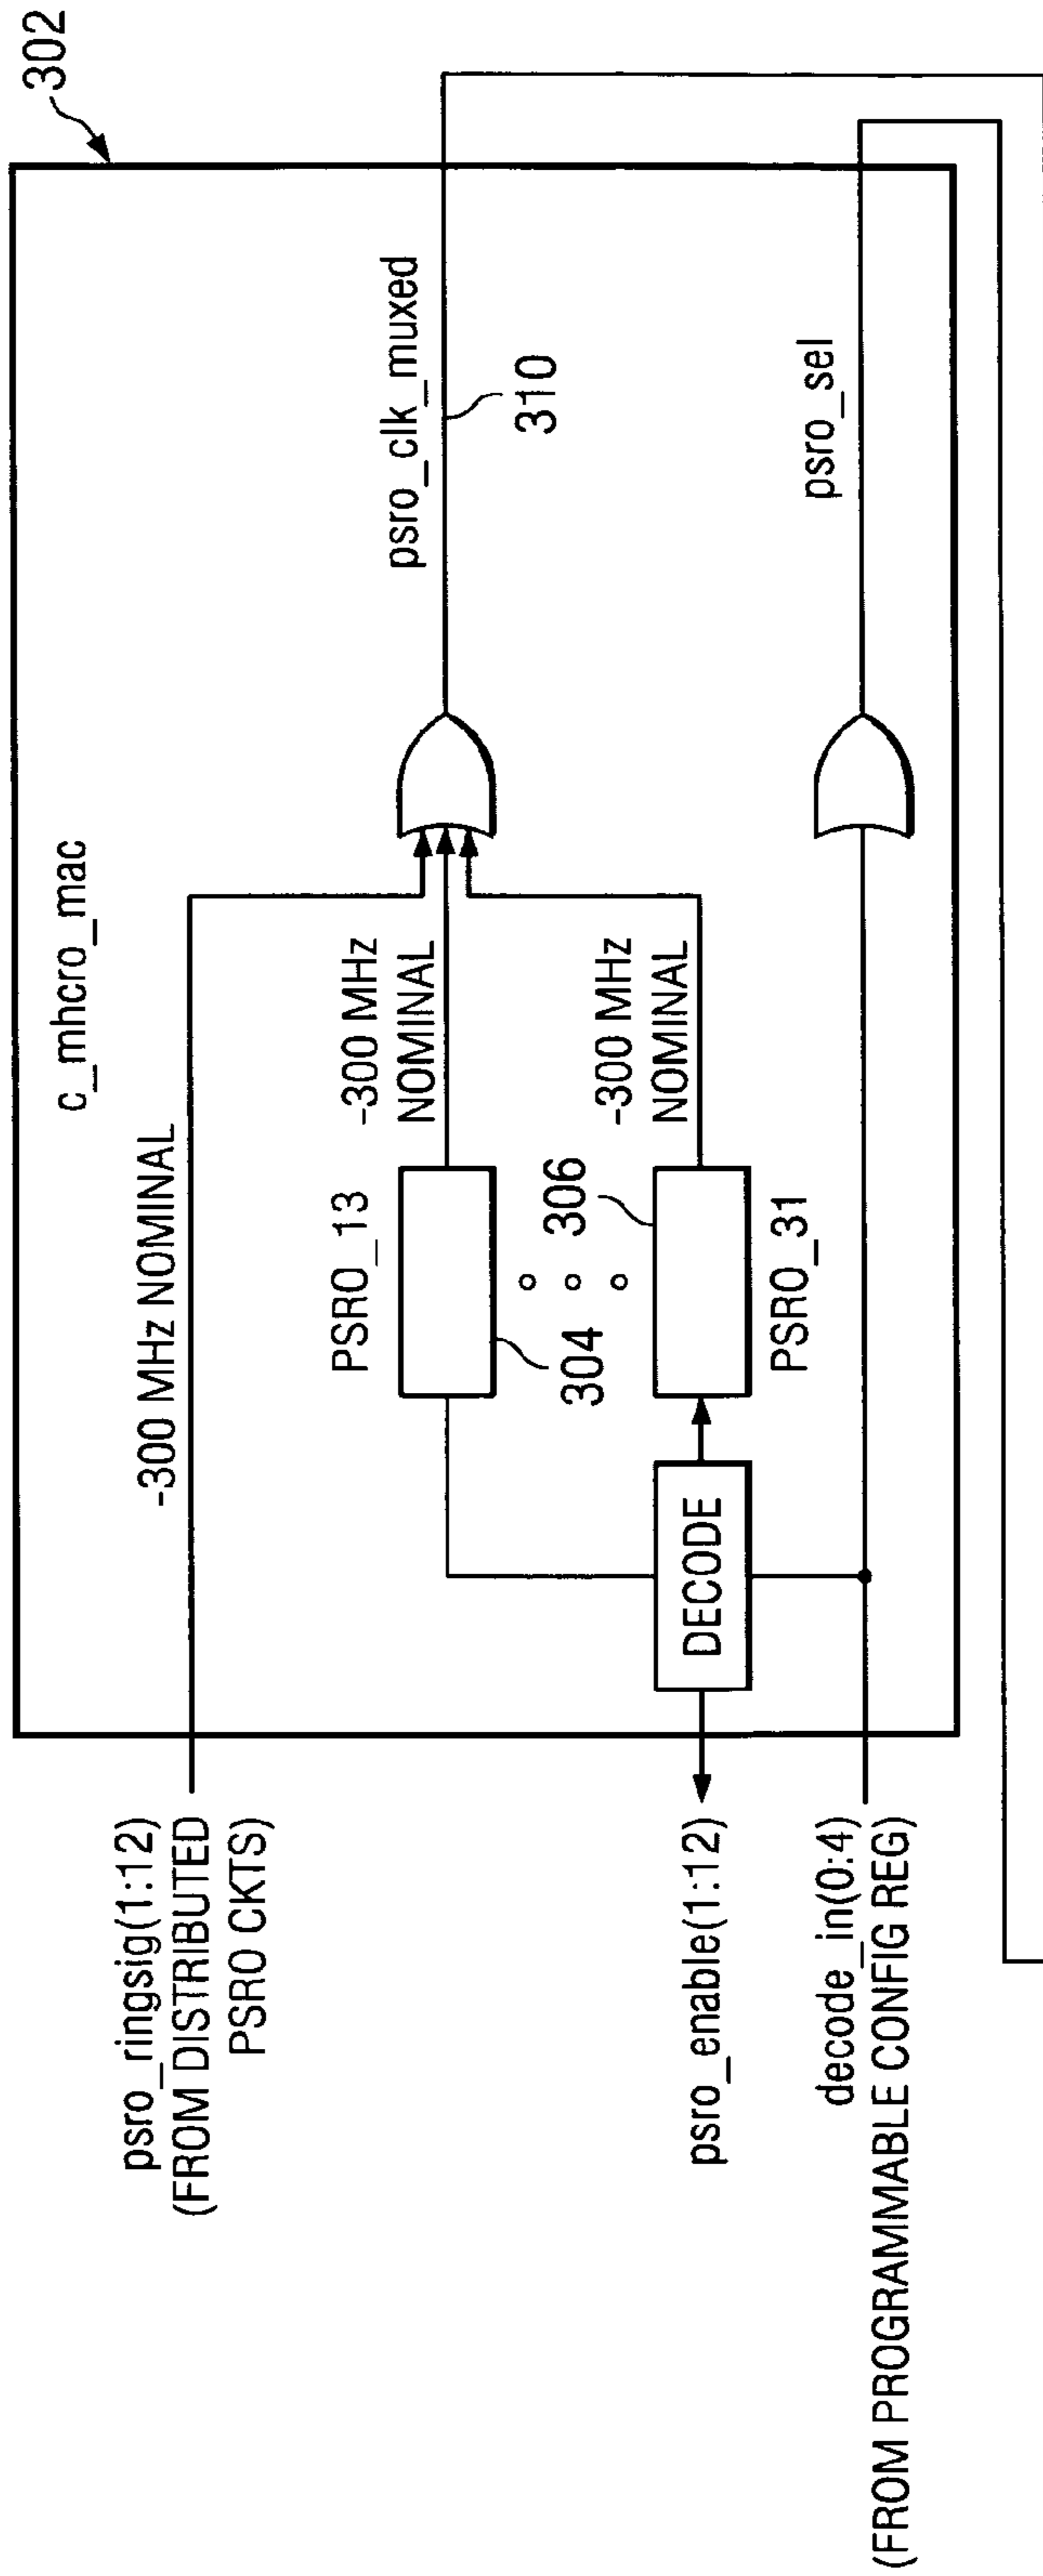 302
c_mhcro_mac
psro_ringsig(1:12)
(FROM DISTRIBUTED
PSRO CKTS)
-300 MHz NOMINAL
PSRO_13
304
-300 MHz
NOMINAL
psro_clk_muxed
310
306
-300 MHz
NOMINAL
PSRO_31
DECODE
psro_enable(1:12)
decode_in(0:4)
(FROM PROGRAMMABLE CONFIG REG)
psro_sel